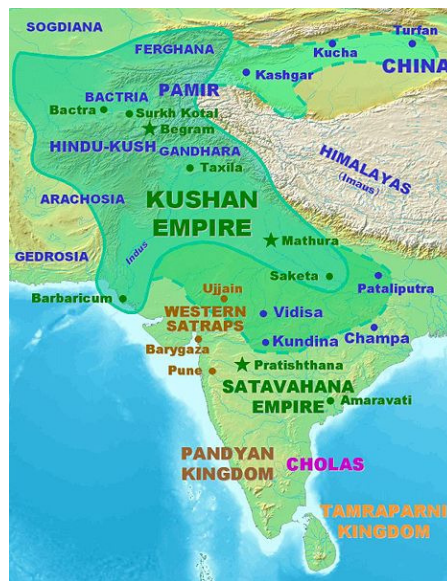 SOGDIANA
Turfan
FERGHANA
Kucha
CHINA
Kashgar
PAMIR
BACTRIA
Bactra
Surkh Kotal
Begram
HINDU-KUSH
GANDHARA
Taxila
HIMALAYAS
(Imaus)
ARACHOSIA
KUSHAN
EMPIRE
Mathura
GEDROSIA
Indus
Saketa
Pataliputra
Ujjain
Barbaricum
WESTERN
SATRAPS
Vidisa
Champa
Kundina
Barygaza
Pratishthana
Pune
SATAVAHANA
EMPIRE
Amaravati
PANDYAN
KINGDOM
CHOLAS
TAMRAPARNI
KINGDOM